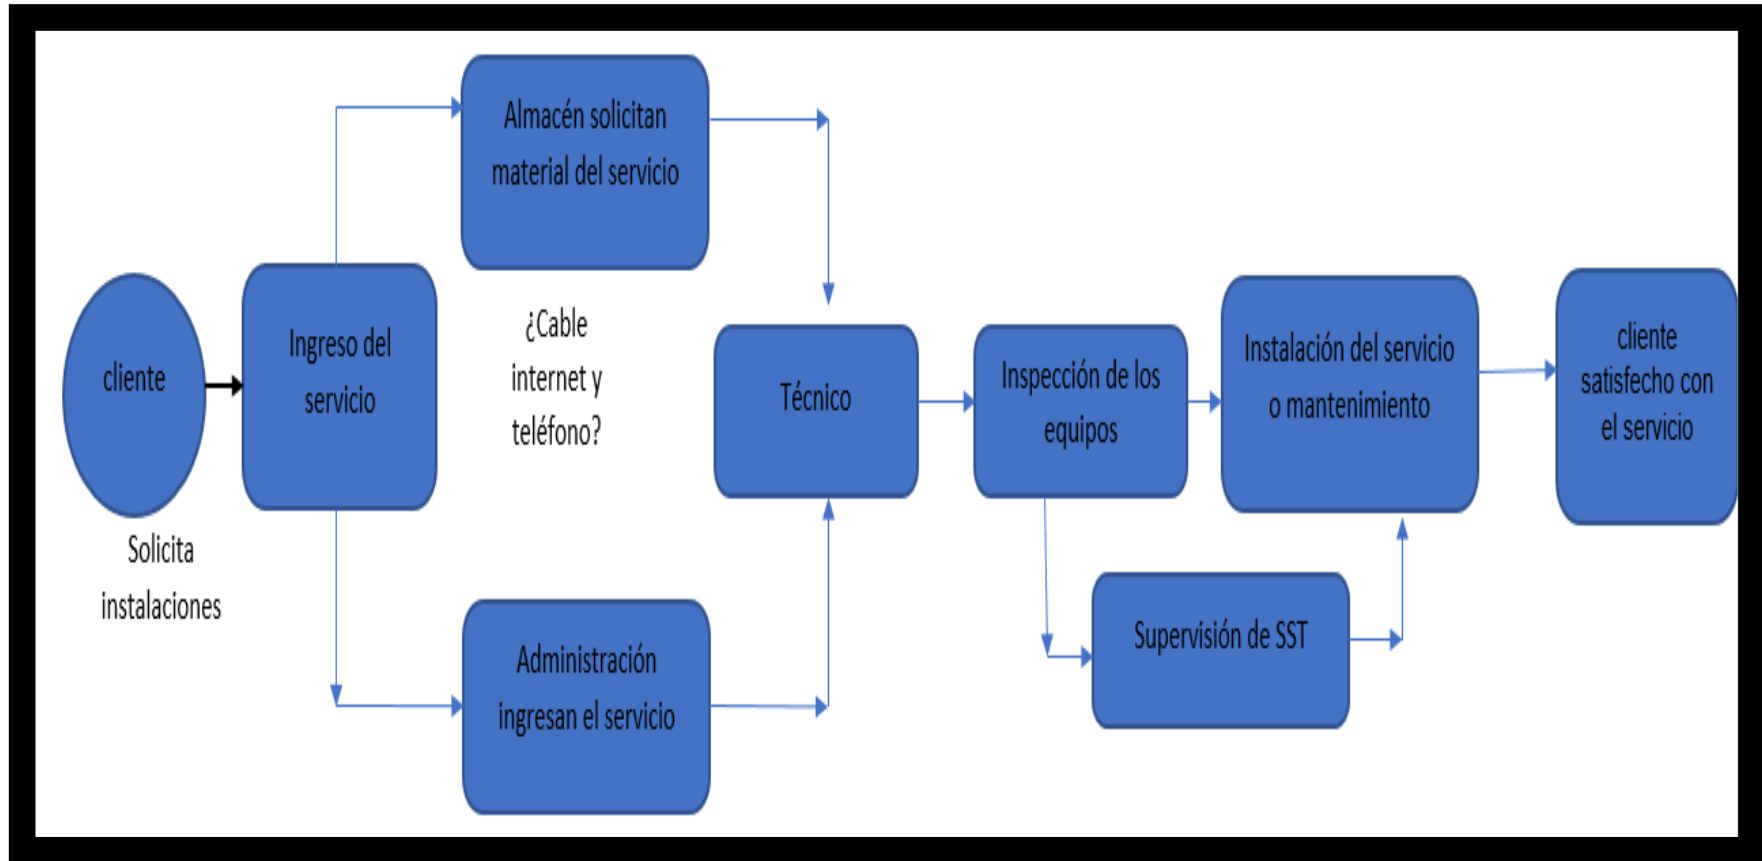 cliente
Solicita
instalaciones
Ingreso del
servicio
Almacén solicitan
material del servicio
¿Cable
internet y
teléfono?
Administración
ingresan el servicio
Técnico
Inspección de los
equipos
Supervisión de SST
Instalación del servicio
o mantenimiento
cliente
satisfecho con
el servicio